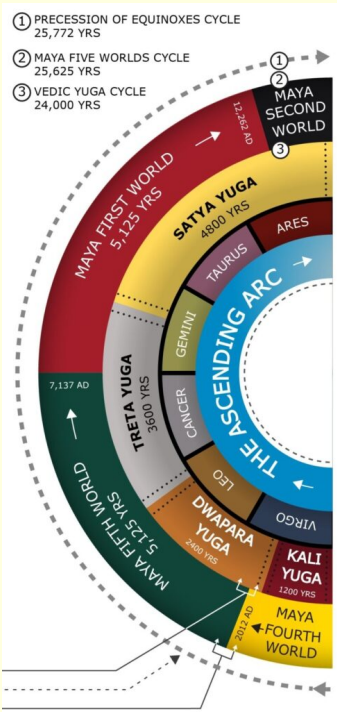 1 PRECESSION OF EQUINOXES CYCLE
25,772 YRS
2 MAYA FIVE WORLDS CYCLE
25,625 YRS
3 VEDIC YUGA CYCLE
24,000 YRS
1
2
MAYA
SECOND
WORLD
3
12,262 AD
MAYA FIRST WORLD
5,125 YRS
SATYA YUGA
4800 YRS
ARES
TAURUS
GEMINI
THE ASCENDING ARC
7,137 AD
TRETA YUGA
3600 YRS
CANCER
LEO
VIRGO
MAYA FIFTH WORLD
5,125 YRS
DWAPARA
YUGA
2400 YRS
KALI
YUGA
1200 YRS
2012 AD
MAYA
FOURTH
WORLD